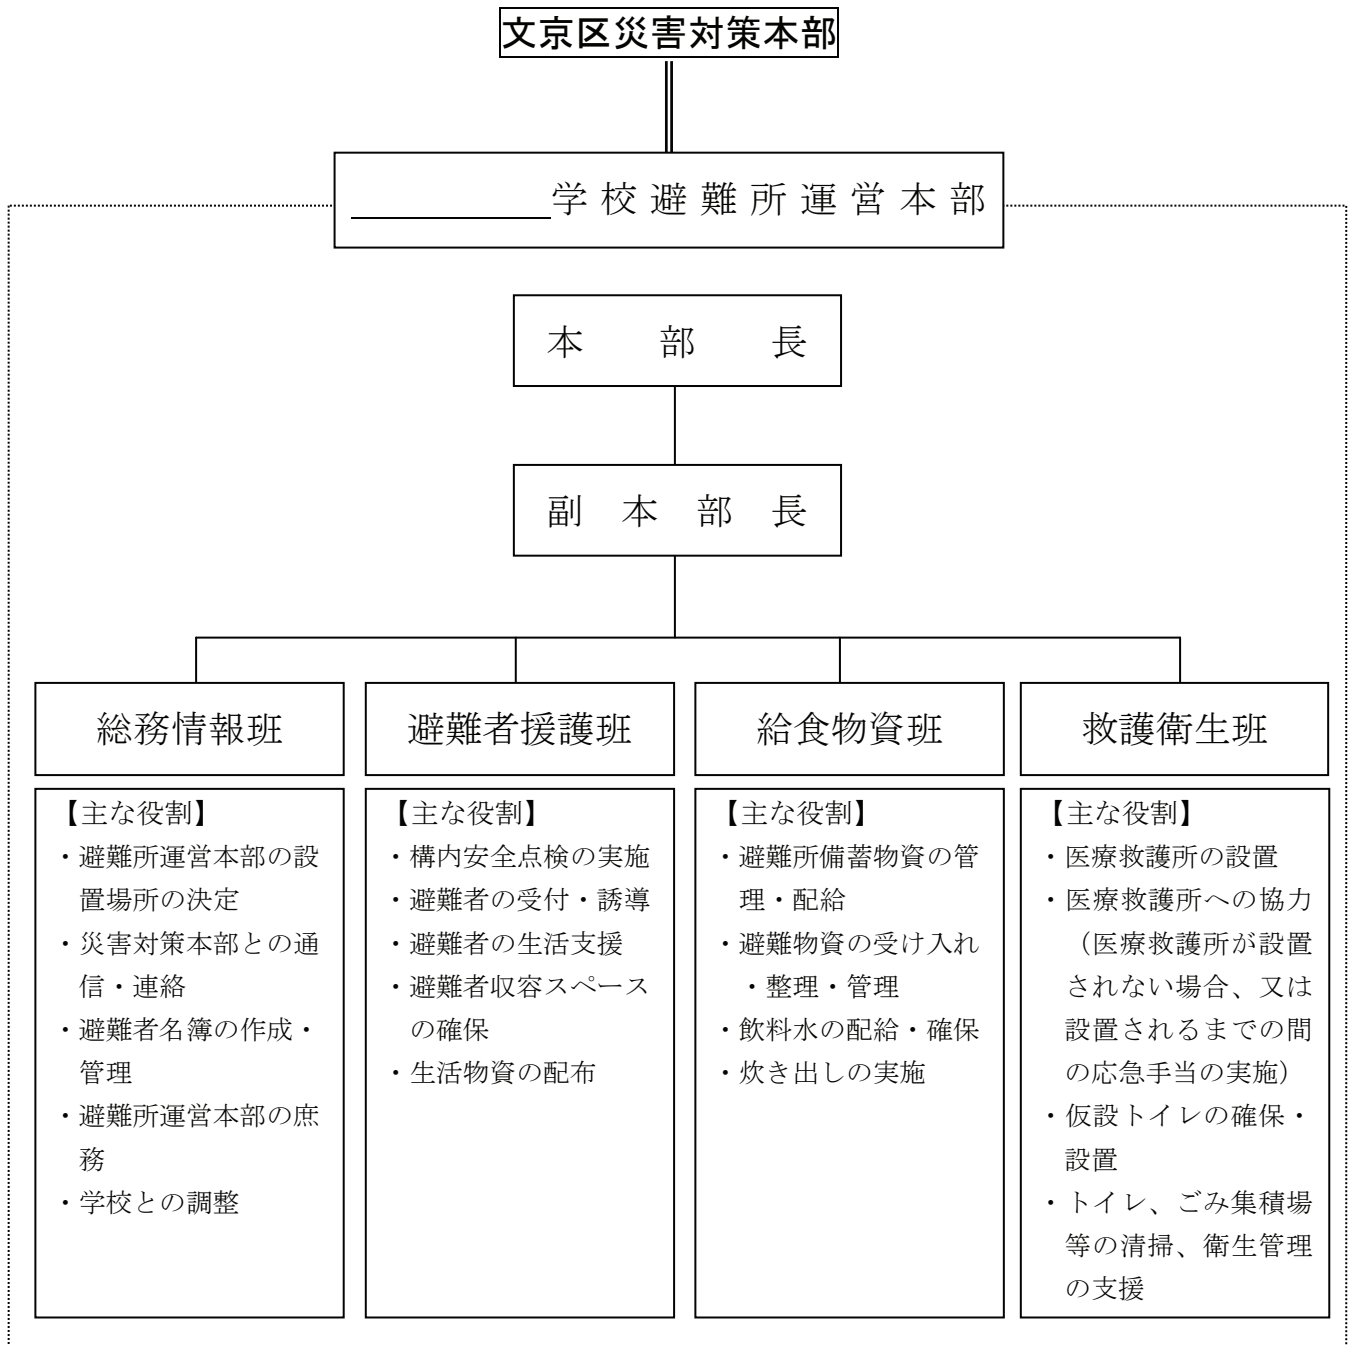 文京区災害対策本部
学校避難所運営本部
本部長
副本部長
総務情報班
【主な役割】
・避難所運営本部の設
置場所の決定
・災害対策本部との通
信・連絡
・避難者名簿の作成・
管理
・避難所運営本部の庶
務
・学校との調整
避難者援護班
【主な役割】
・構内安全点検の実施
・避難者の受付・誘導
・避難者の生活支援
・避難者収容スペース
の確保
・生活物資の配布
給食物資班
【主な役割】
・避難所備蓄物資の管
理・配給
・避難物資の受け入れ
・整理・管理
・飲料水の配給・確保
・炊き出しの実施
救護衛生班
【主な役割】
・医療救護所の設置
・医療救護所への協力
（医療救護所が設置
されない場合、又は
設置されるまでの間
の応急手当の実施）
・仮設トイレの確保・
設置
・トイレ、ごみ集積場
等の清掃、衛生管理
の支援